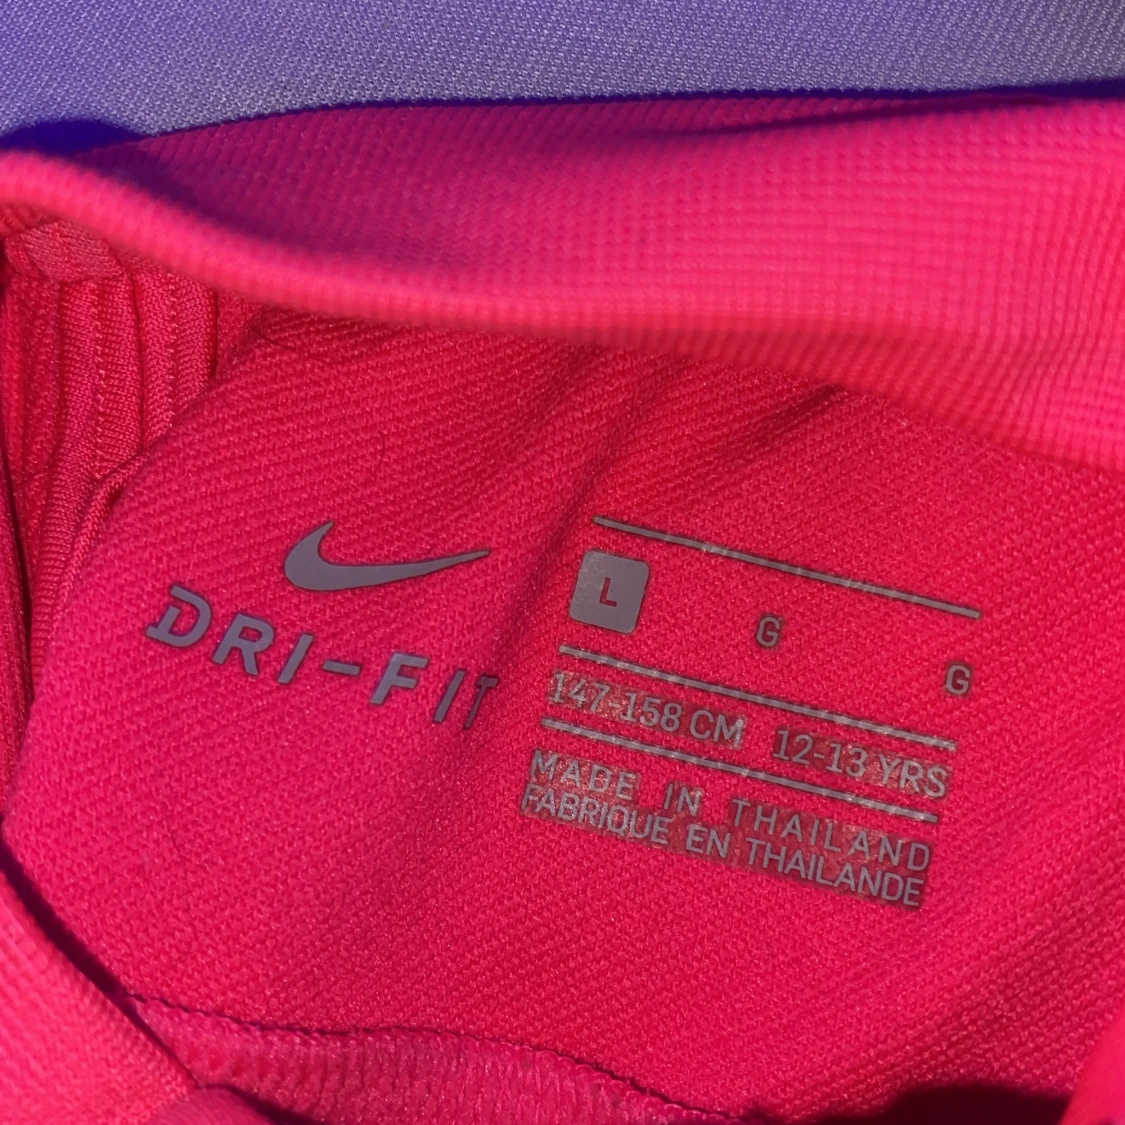 DRI-FIT
L G G
147-158 CM 12-13 YRS
MADE IN THAILAND
FABRIQUE EN THAILANDE